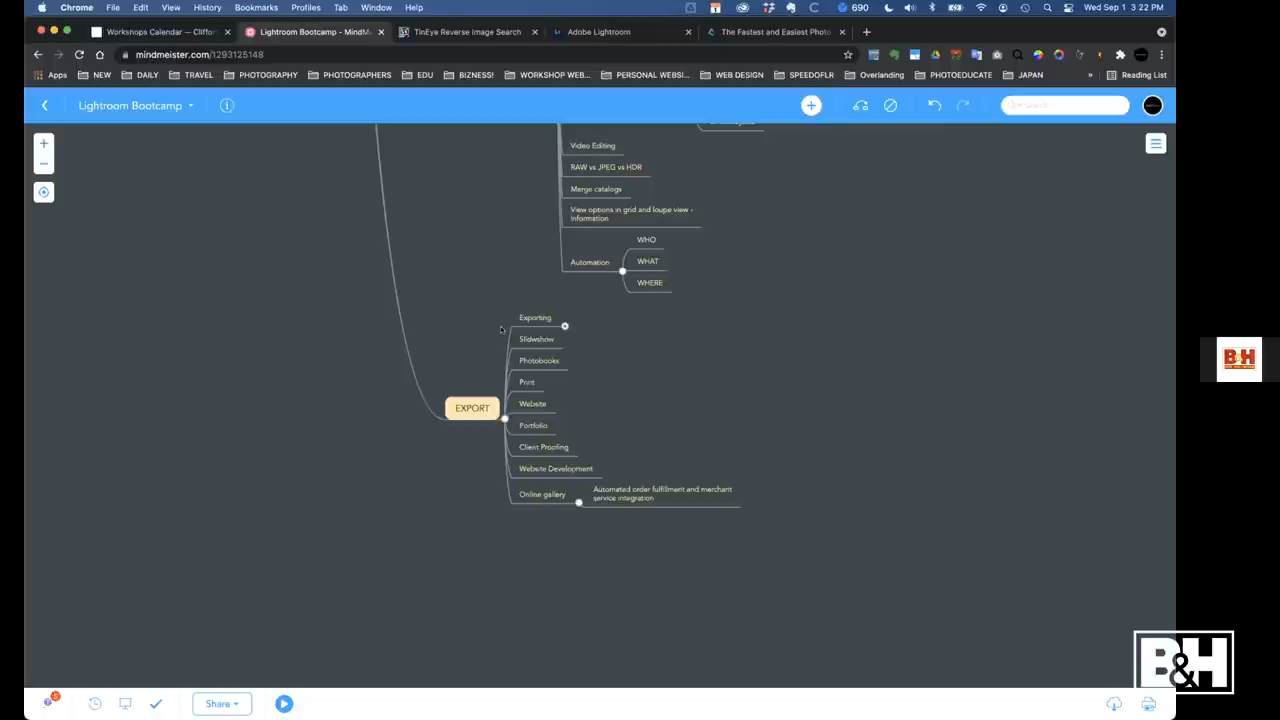 Chrome File Edit View History Bookmarks Profiles Tab Window Help 690 Wed Sep 1 3:22 PM
Worksnops Calendar — Cliffor Lightroom Bootcamp - MindM TinEye Reverse Image Search Adobe Lightroom The Fastest and Easiest Photo
mindmeister.com/1293125148
Apps NEW DAILY TRAVEL PHOTOGRAPHY PHOTOGRAPHERS EDU BIZNESS! WORKSHOP WEB... PERSONAL WEBSI... WEB DESIGN SPEEDOFLR Overlanding PHOTOEDUCATE JAPAN » Reading List
Lightroom Bootcamp
Search
Video Editing
RAW vs JPEG vs HDR
Merge catalogs
View options in grid and loupe view -
information
WHO
Automation
WHAT
WHERE
Exporting
Slidwshow
Photobooks
Print
Website
EXPORT
Portfolio
Client Proofing
Website Development
Online gallery
Automated order fulfillment and merchant
service integration
B&H
B&H
Share